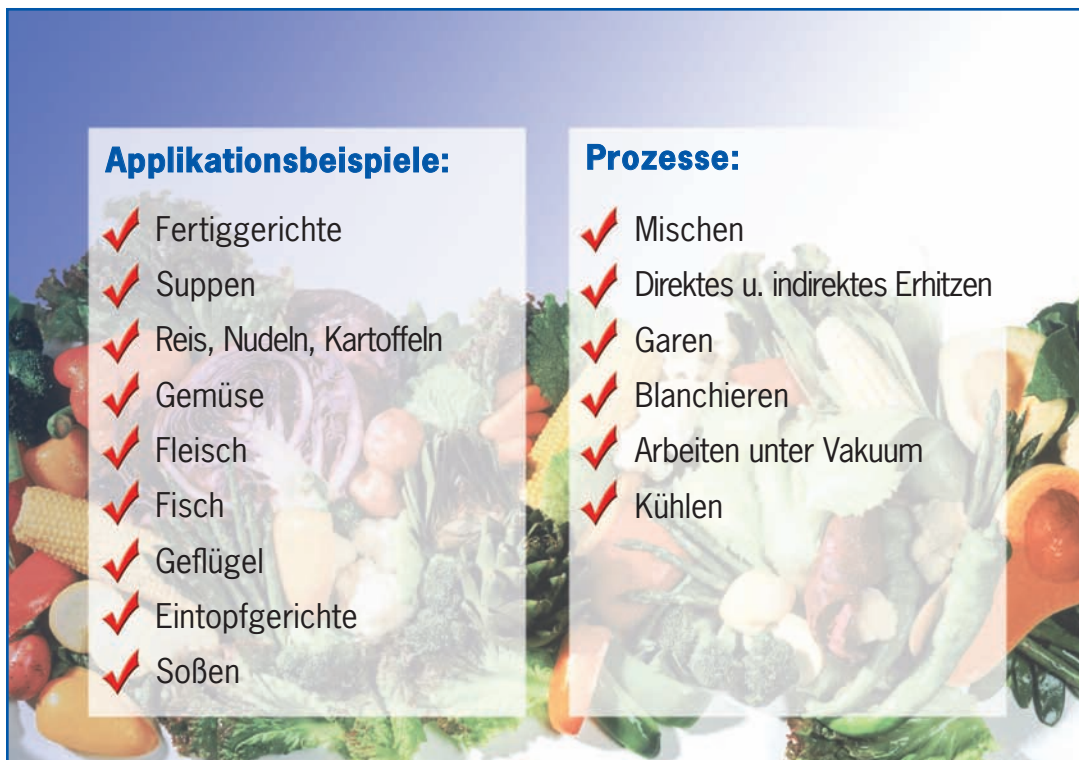 Applikationsbeispiele:
Fertiggerichte
Suppen
Reis, Nudeln, Kartoffeln
Gemüse
Fleisch
Fisch
Geflügel
Eintopfgerichte
Soßen
Prozesse:
Mischen
Direktes u. indirektes Erhitzen
Garen
Blanchieren
Arbeiten unter Vakuum
Kühlen